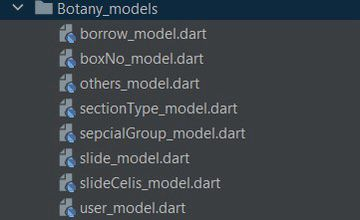 Botany_models
borrow_model.dart
boxNo_model.dart
others_model.dart
sectionType_model.dart
sepcialGroup_model.dart
slide_model.dart
slideCelis_model.dart
user_model.dart